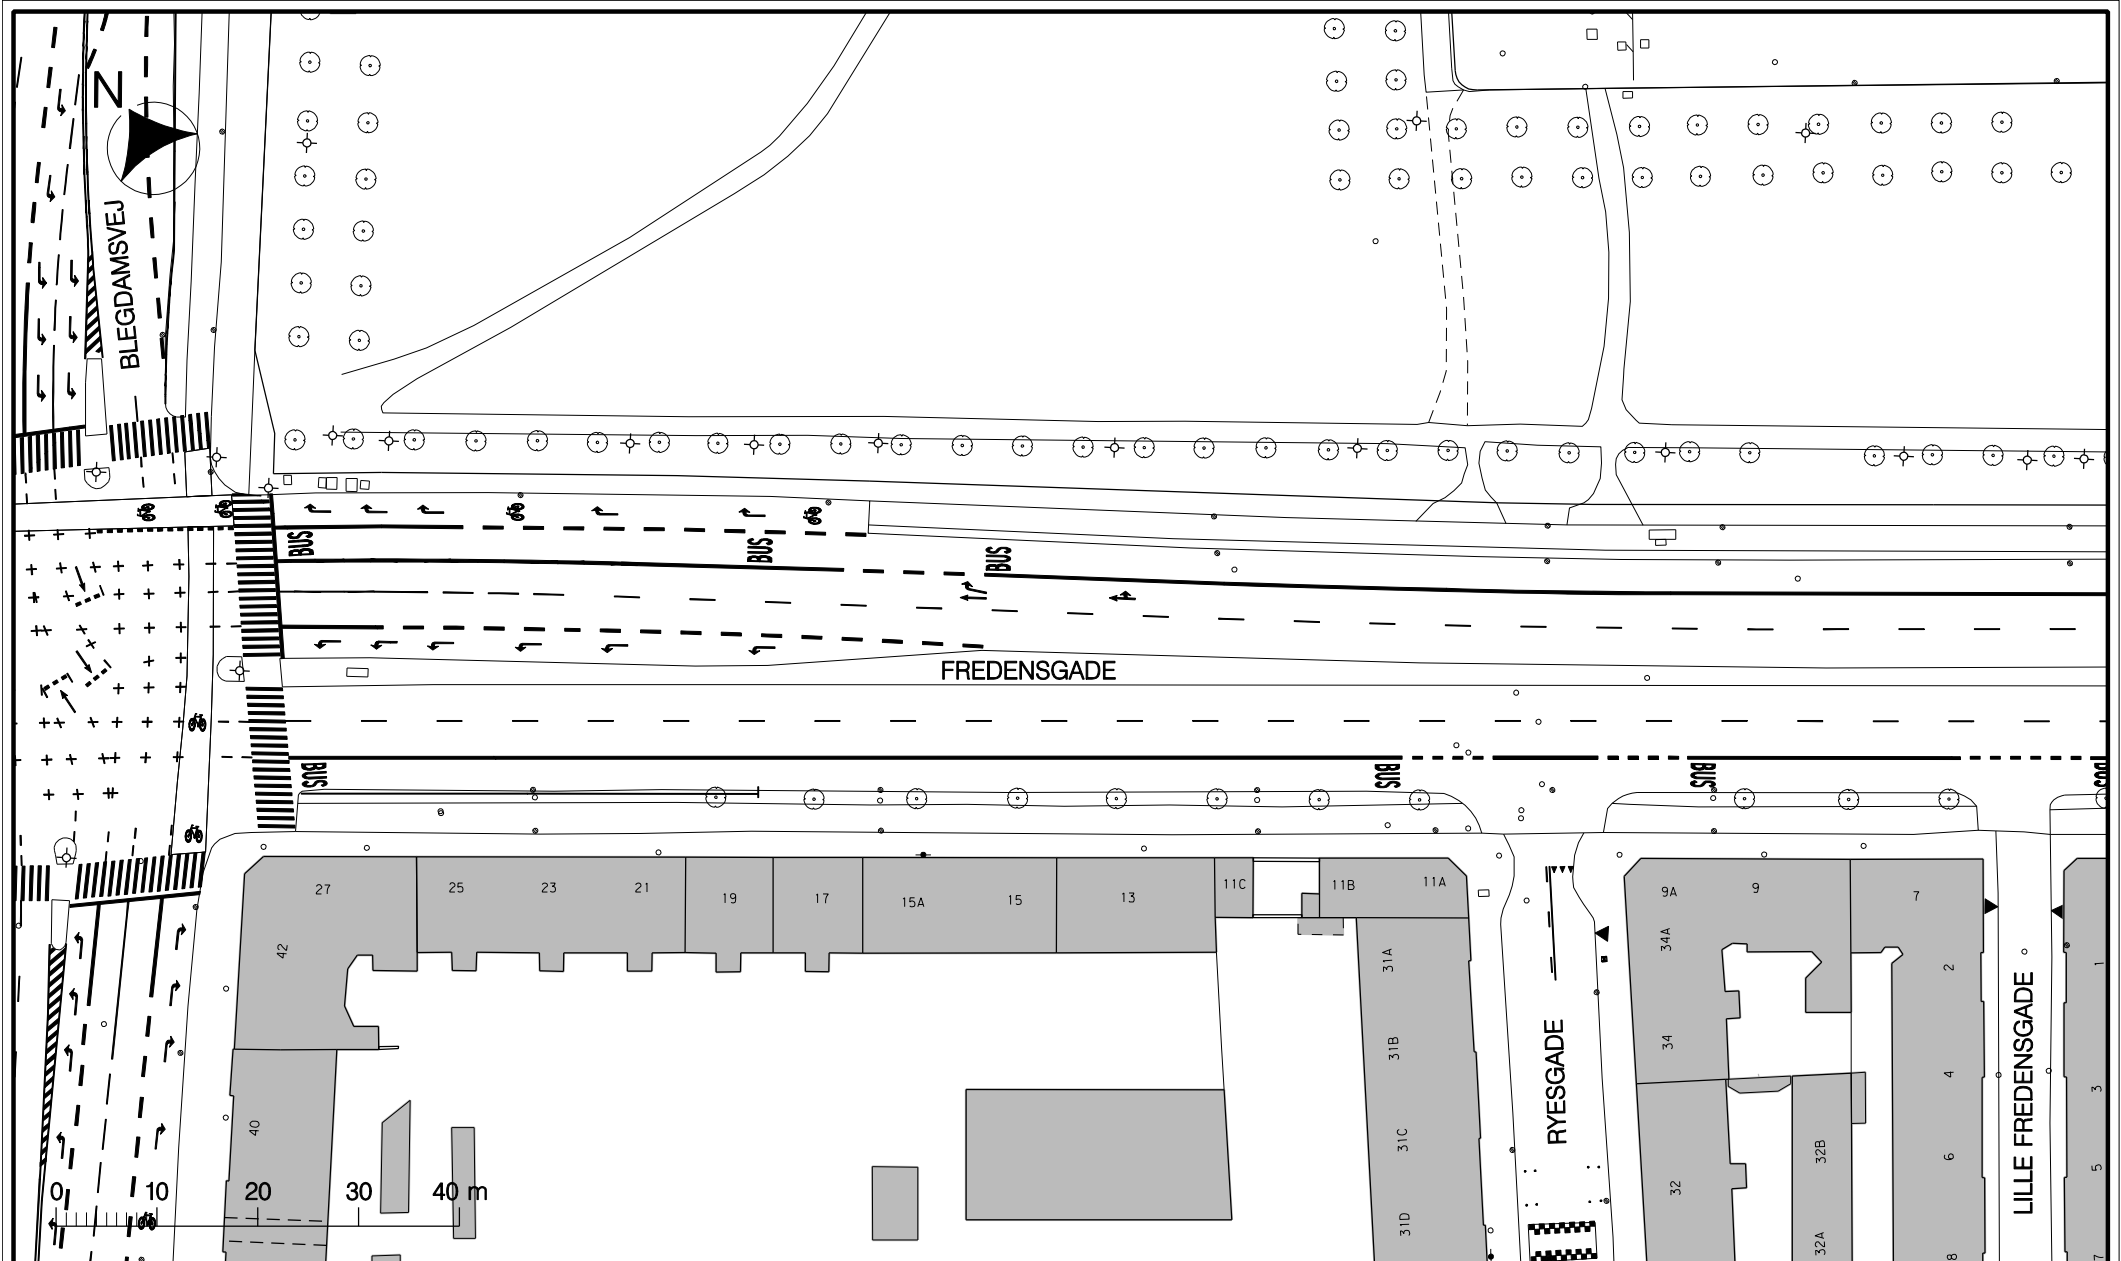 N
BLEGDAMSVEJ
BUS
BUS
BUS
FREDENSGADE
BUS
BUS
BUS
BUS
27
25
23
21
19
17
15A
15
13
11C
11B
11A
9A
9
7
42
34A
31A
2
1
31B
34
4
3
40
31C
32B
6
5
32
31D
32A
8
7
RYESGADE
LILLE FREDENSGADE
0 10 20 30 40 m